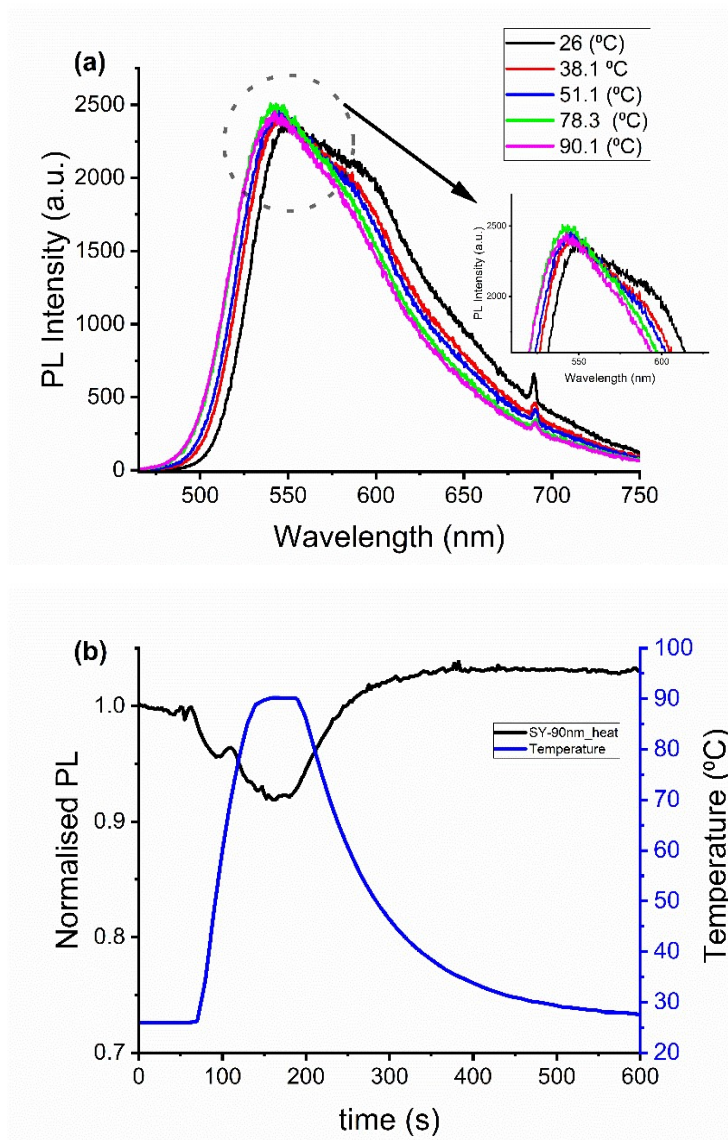 (a)
26 (ºC)
38.1 ºC
51.1 (ºC)
78.3 (ºC)
90.1 (ºC)
PL Intensity (a.u.)
2500
2000
1500
1000
500
0
500
550
600
650
700
750
Wavelength (nm)
PL Intensity (a.u.)
2500
2000
550
600
Wavelength (nm)
(b)
Normalised PL
1.0
0.9
0.8
0.7
SY-90nm_heat
Temperature
100
90
80
70
60
50
40
30
20
Temperature (ºC)
0
100
200
300
400
500
600
time (s)